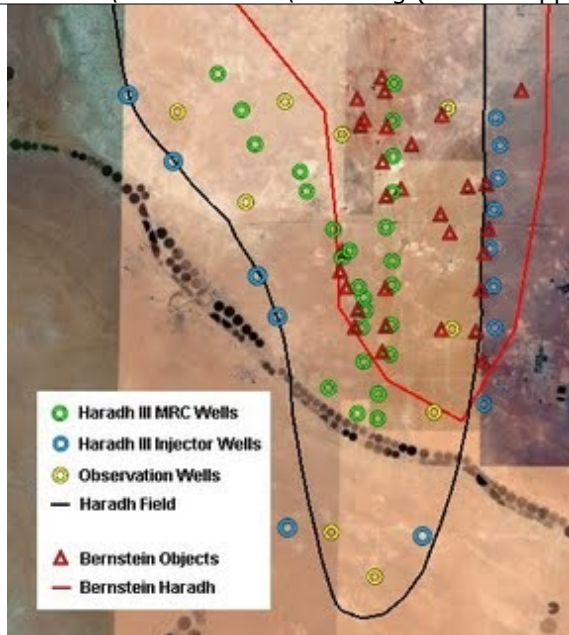 Haradh III MRC Wells
Haradh III Injector Wells
Observation Wells
Haradh Field
Bernstein Objects
Bernstein Haradh